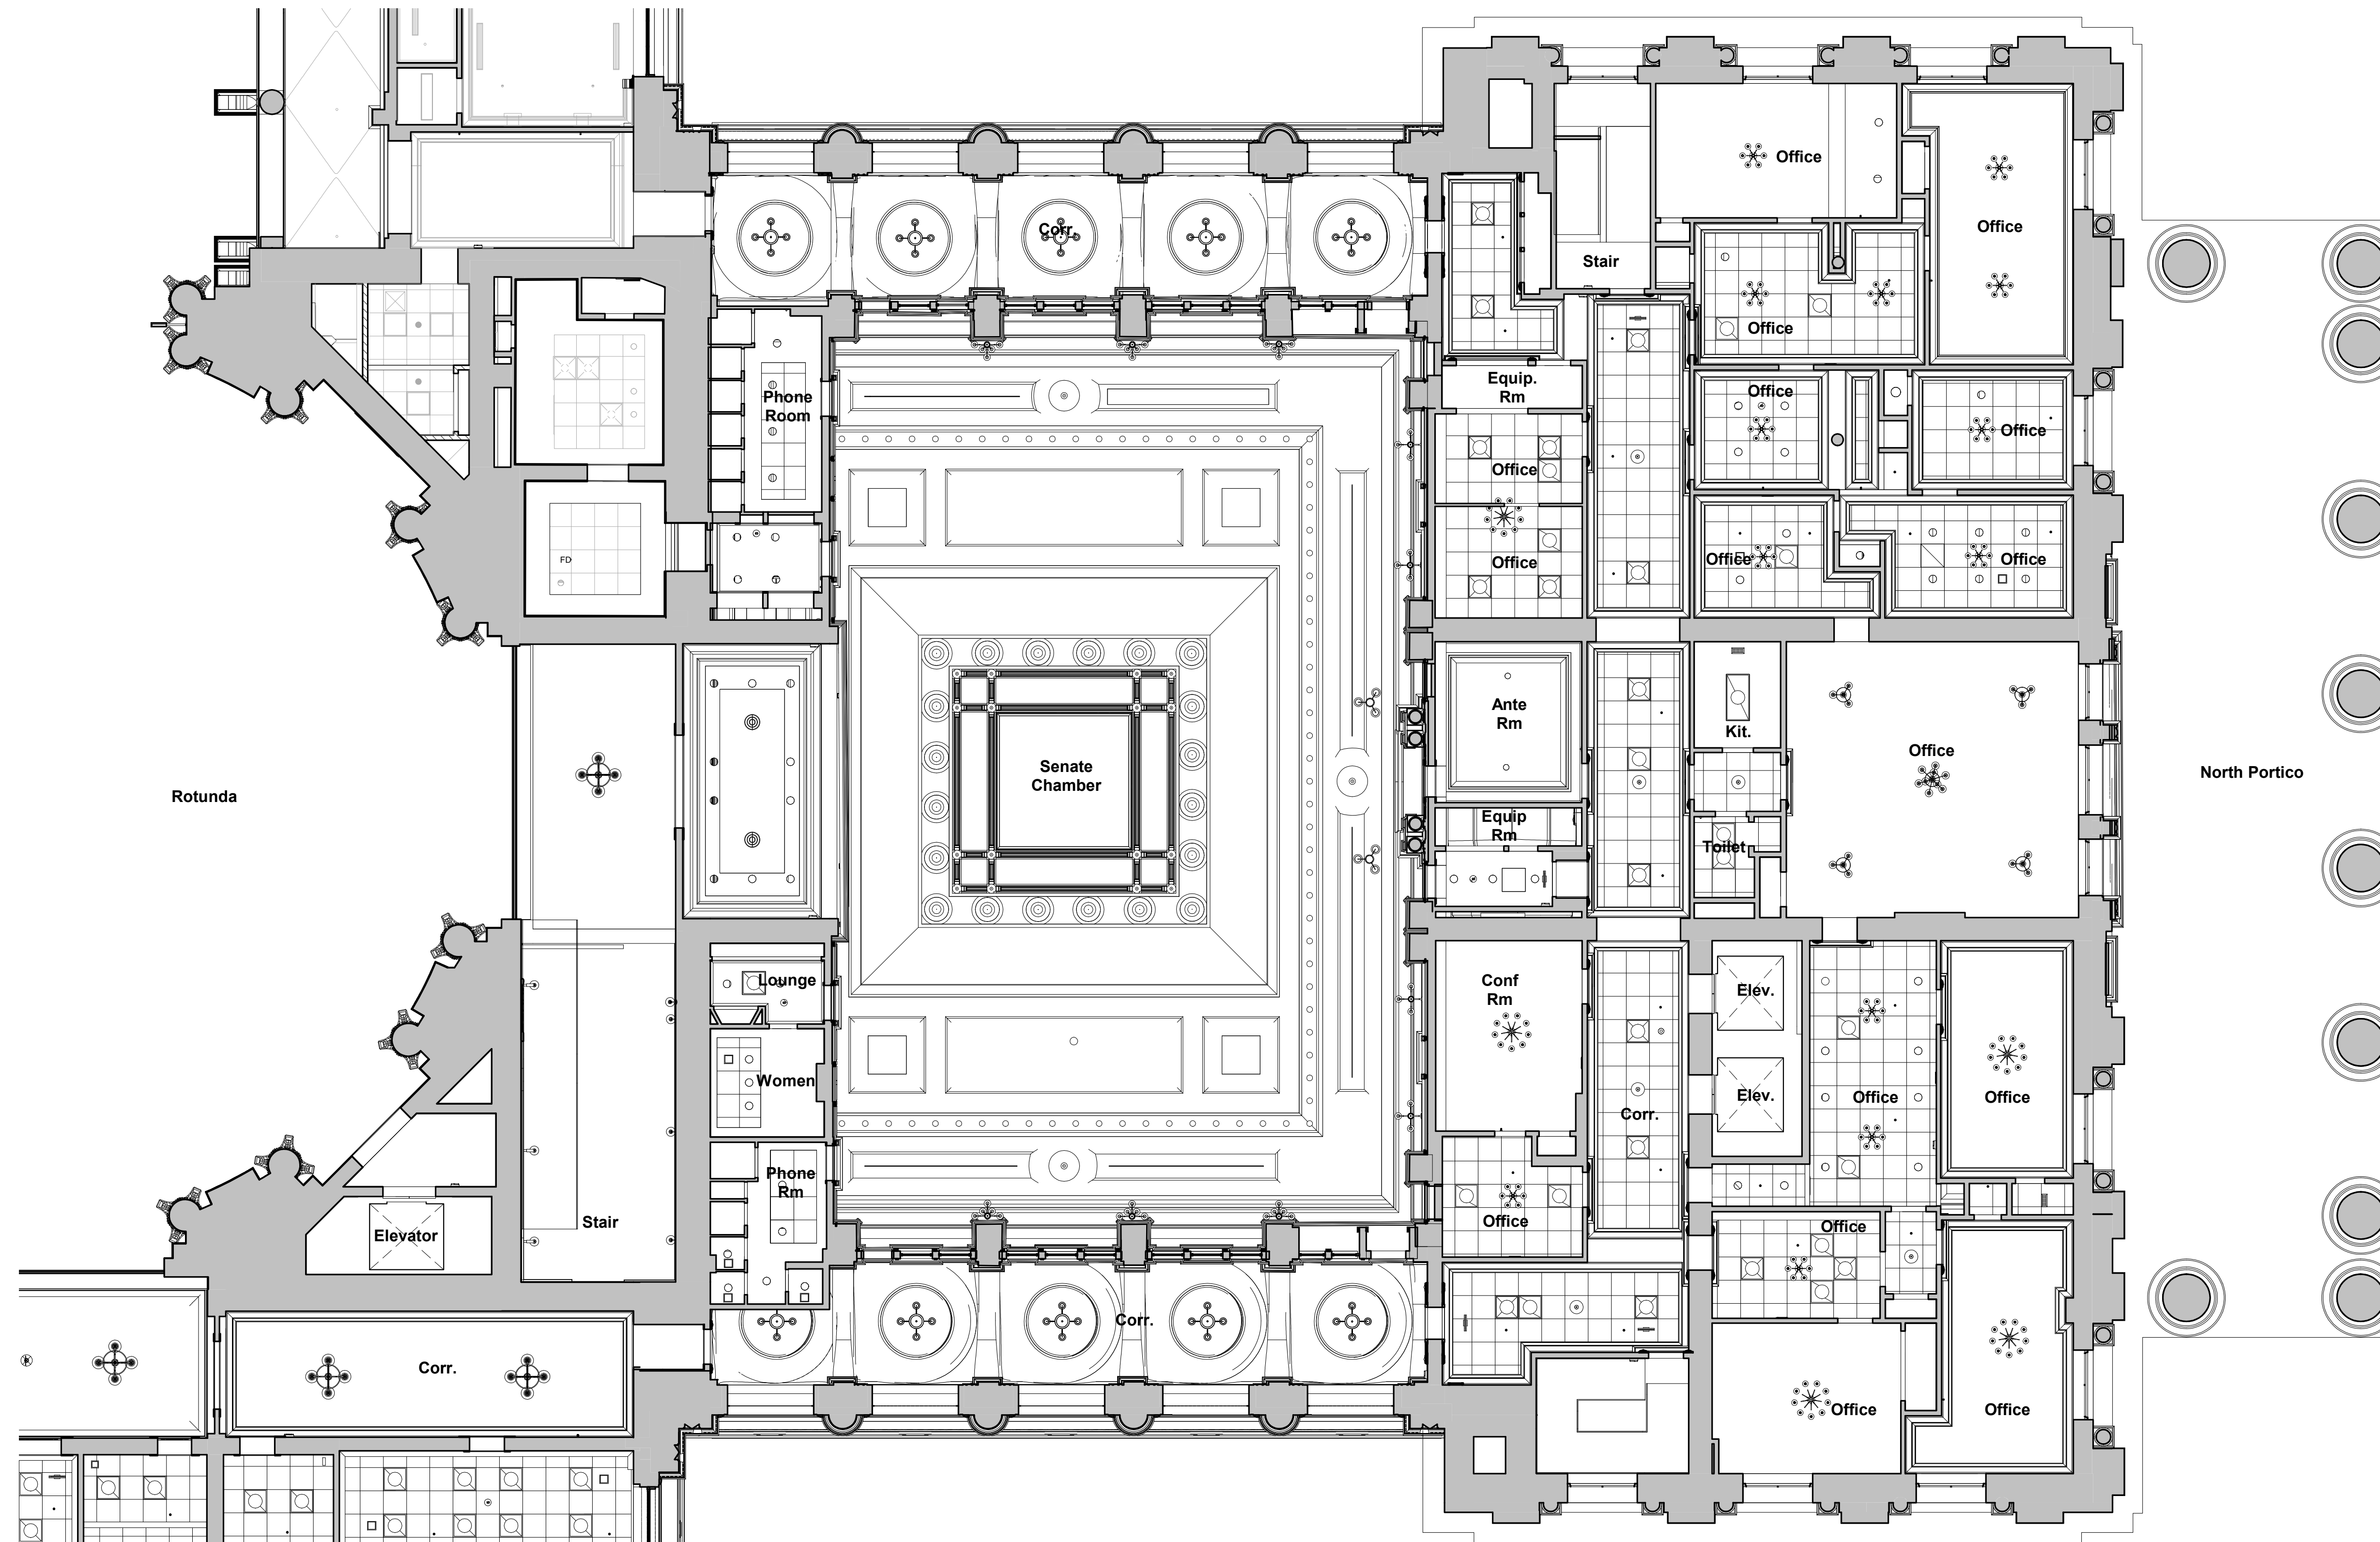 Office
Office
Corr.
Stair
Office
Equip.
Rm
Office
Phone
Room
Office
Office
FD
Office
Office
Office
Ante
Rm
Kit.
Office
Senate
Chamber
North Portico
Rotunda
Equip
Rm
Toilet
Lounge
Conf
Rm
Elev.
Women
Elev.
Office
Office
Corr.
Phone
Rm
Stair
Office
Office
Elevator
Corr.
Corr.
Office
Office